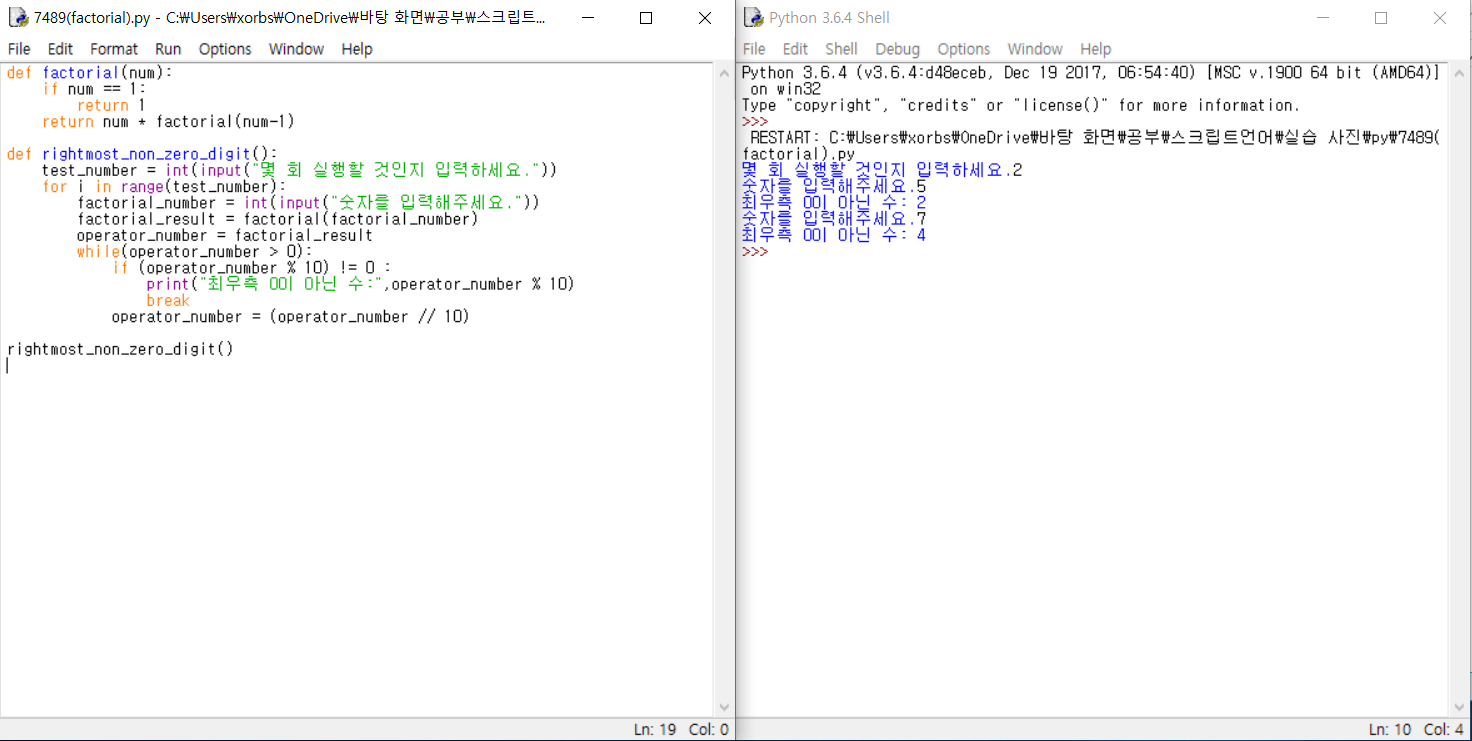 7489(factorial).py - C:₩Users₩xorbs₩OneDrive₩바탕 화면₩공부₩스크립트...
File Edit Format Run Options Window Help
def factorial(num):
    if num == 1:
        return 1
    return num * factorial(num-1)

def rightmost_non_zero_digit():
    test_number = int(input("몇 회 실행할 것인지 입력하세요."))
    for i in range(test_number):
        factorial_number = int(input("숫자를 입력해주세요."))
        factorial_result = factorial(factorial_number)
        operator_number = factorial_result
        while(operator_number > 0):
            if (operator_number % 10) != 0 :
                print("최우측 0이 아닌 수:",operator_number % 10)
                break
            operator_number = (operator_number // 10)

rightmost_non_zero_digit()
Ln: 19 Col: 0
Python 3.6.4 Shell
File Edit Shell Debug Options Window Help
Python 3.6.4 (v3.6.4:d48eceb, Dec 19 2017, 06:54:40) [MSC v.1900 64 bit (AMD64)]
 on win32
Type "copyright", "credits" or "license()" for more information.
>>>
 RESTART: C:₩Users₩xorbs₩OneDrive₩바탕 화면₩공부₩스크립트언어₩실습 사진₩py₩7489(
factorial).py
몇 회 실행할 것인지 입력하세요.2
숫자를 입력해주세요.5
최우측 0이 아닌 수: 2
숫자를 입력해주세요.7
최우측 0이 아닌 수: 4
>>>
Ln: 10 Col: 4